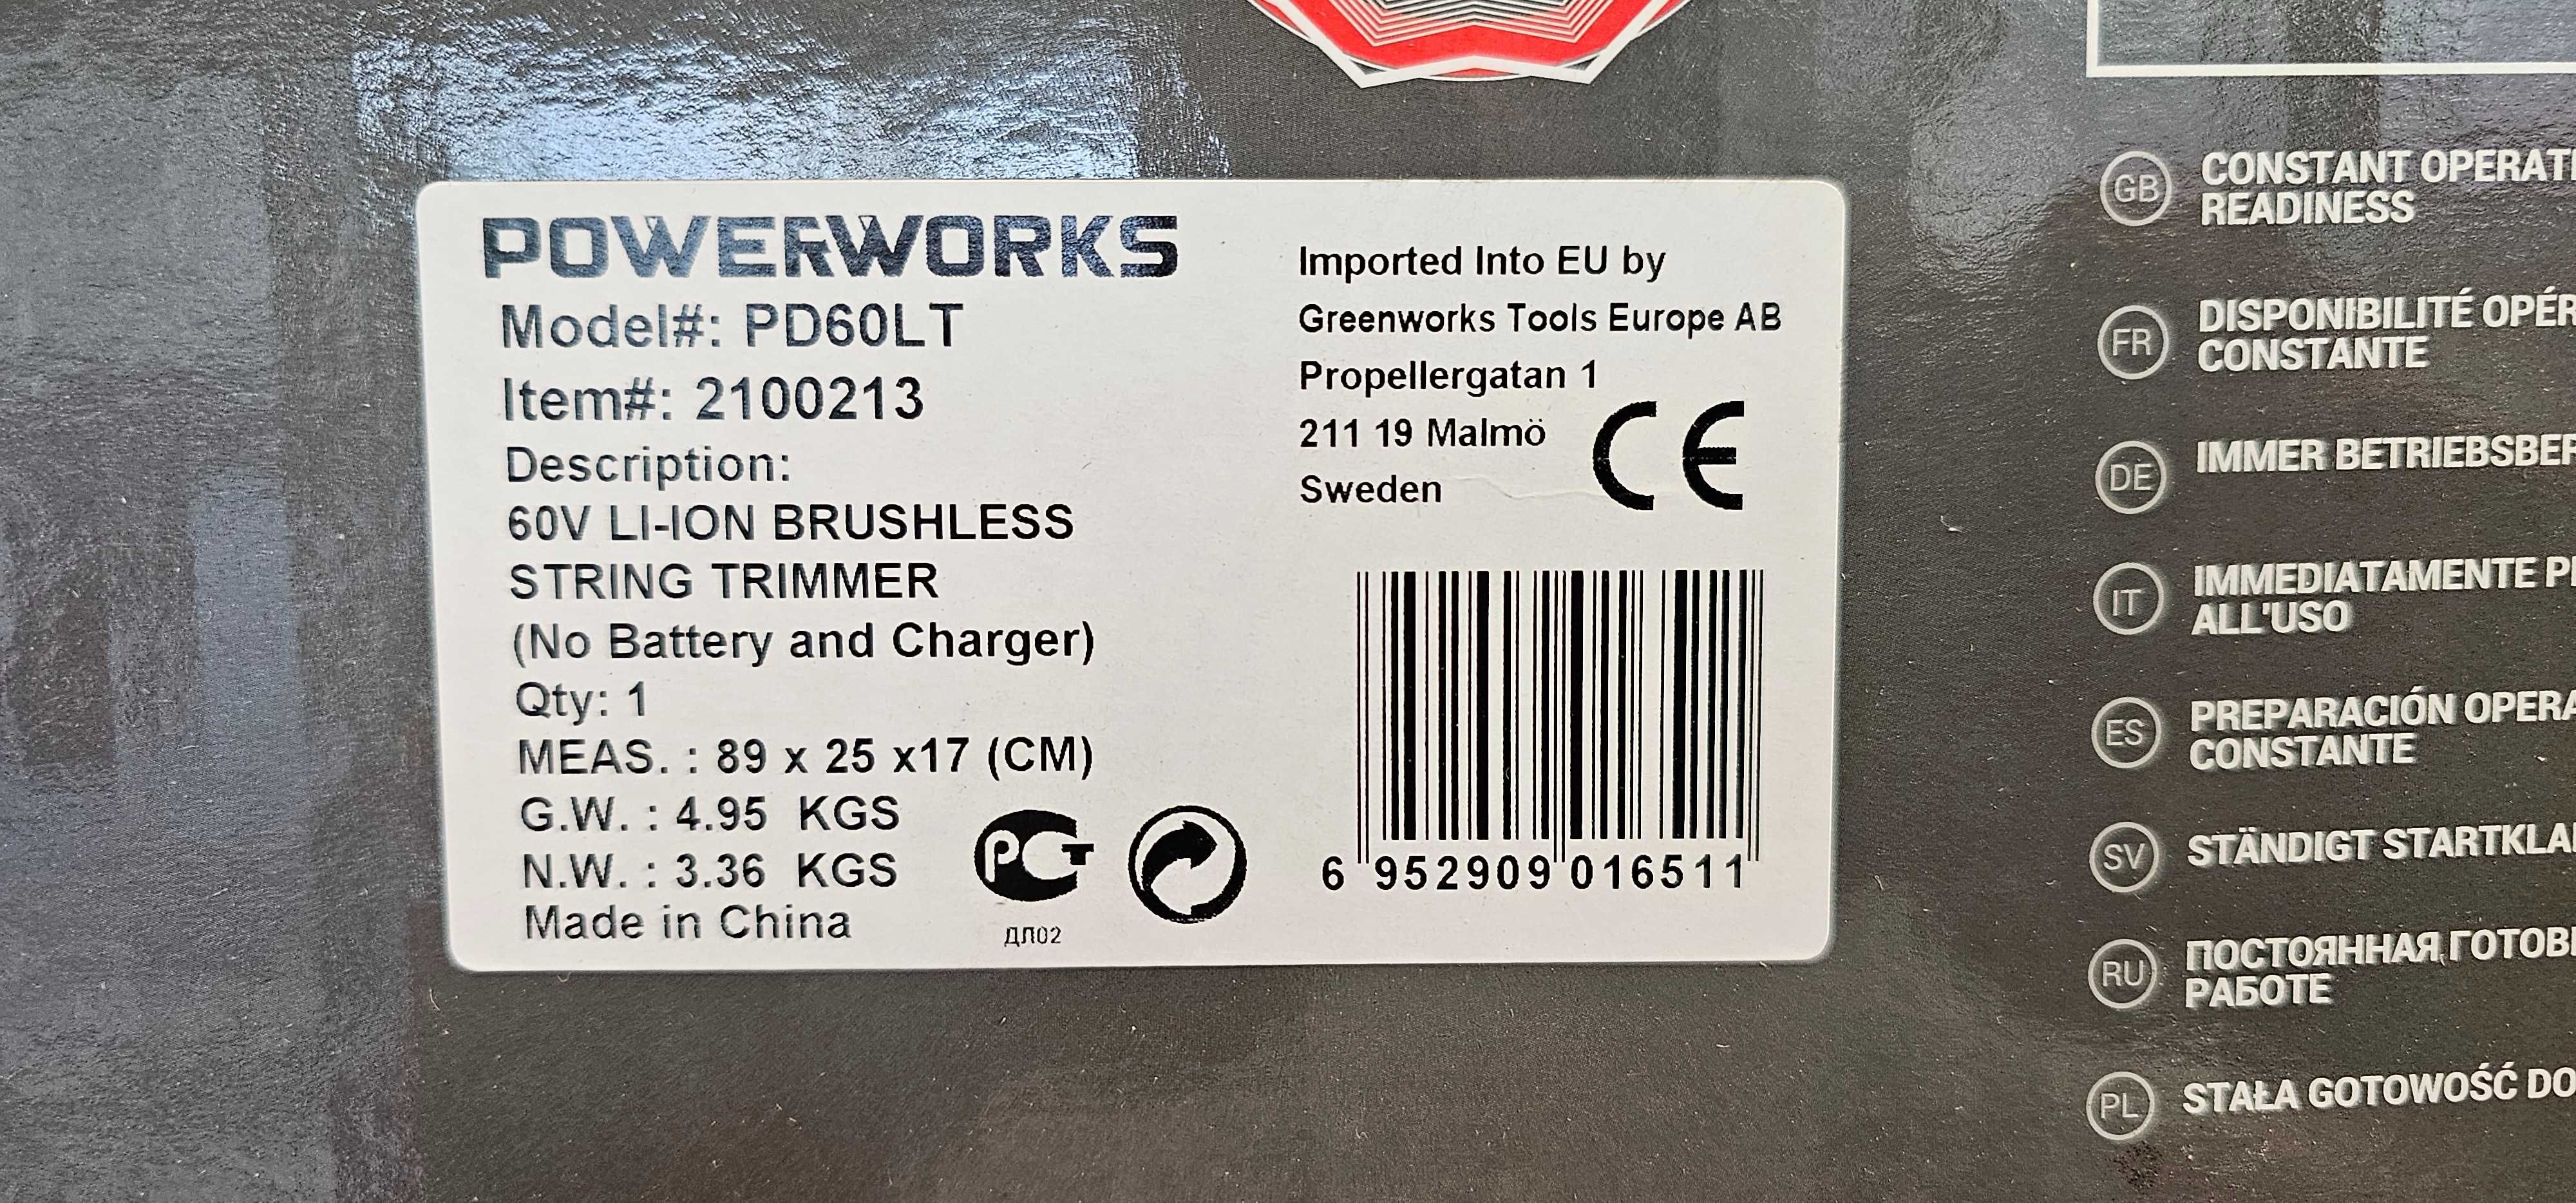 POWERWORKS
Model#: PD60LT
Item#: 2100213
Description:
60V LI-ION BRUSHLESS
STRING TRIMMER
(No Battery and Charger)
Qty: 1
MEAS. : 89 x 25 x17 (CM)
G.W. : 4.95 KGS
N.W. : 3.36 KGS
Made in China
РСТ
ДЛ02
Imported Into EU by
Greenworks Tools Europe AB
Propellergatan 1
211 19 Malmö
Sweden
CE
6 952909 016511
GB CONSTANT OPERATI
READINESS
FR DISPONIBILITÉ OPÉR
CONSTANTE
DE IMMER BETRIEBSBER
IT IMMEDIATAMENTE P
ALL'USO
ES PREPARACIÓN OPERA
CONSTANTE
SV STÄNDIGT STARTKLA
RU ПОСТОЯННАЯ ГОТОВ
РАБОТЕ
PL STAŁA GOTOWOŚĆ DO